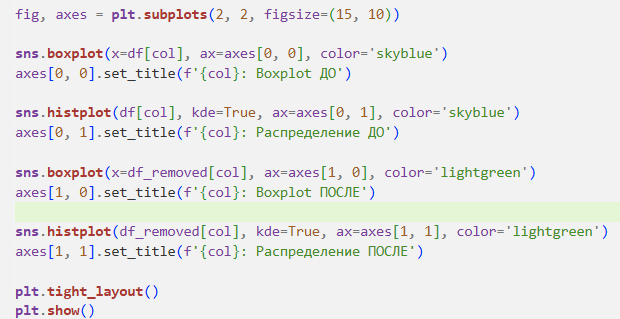 fig, axes = plt.subplots(2, 2, figsize=(15, 10))
sns.boxplot(x=df[col], ax=axes[0, 0], color='skyblue')
axes[0, 0].set_title(f'{col}: Boxplot ДО')
sns.histplot(df[col], kde=True, ax=axes[0, 1], color='skyblue')
axes[0, 1].set_title(f'{col}: Распределение ДО')
sns.boxplot(x=df_removed[col], ax=axes[1, 0], color='lightgreen')
axes[1, 0].set_title(f'{col}: Boxplot ПОСЛЕ')
sns.histplot(df_removed[col], kde=True, ax=axes[1, 1], color='lightgreen')
axes[1, 1].set_title(f'{col}: Распределение ПОСЛЕ')
plt.tight_layout()
plt.show()